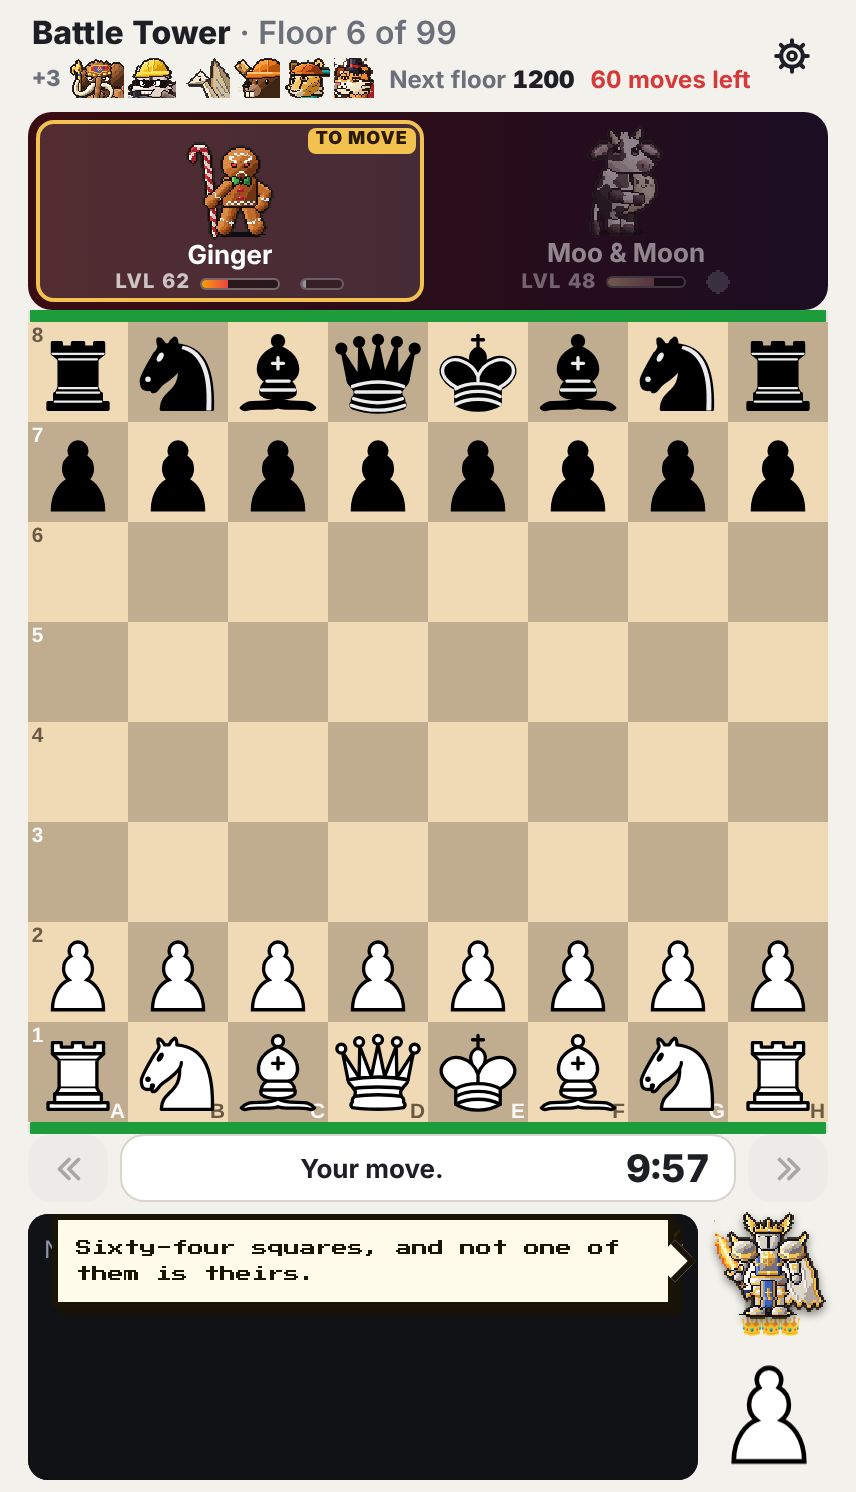 Battle Tower · Floor 6 of 99
+3 Next floor 1200 60 moves left
TO MOVE
Ginger
LVL 62
Moo & Moon
LVL 48
8
7
6
5
4
3
2
1
A B C D E F G H
Your move. 9:57
Sixty-four squares, and not one of
them is theirs.